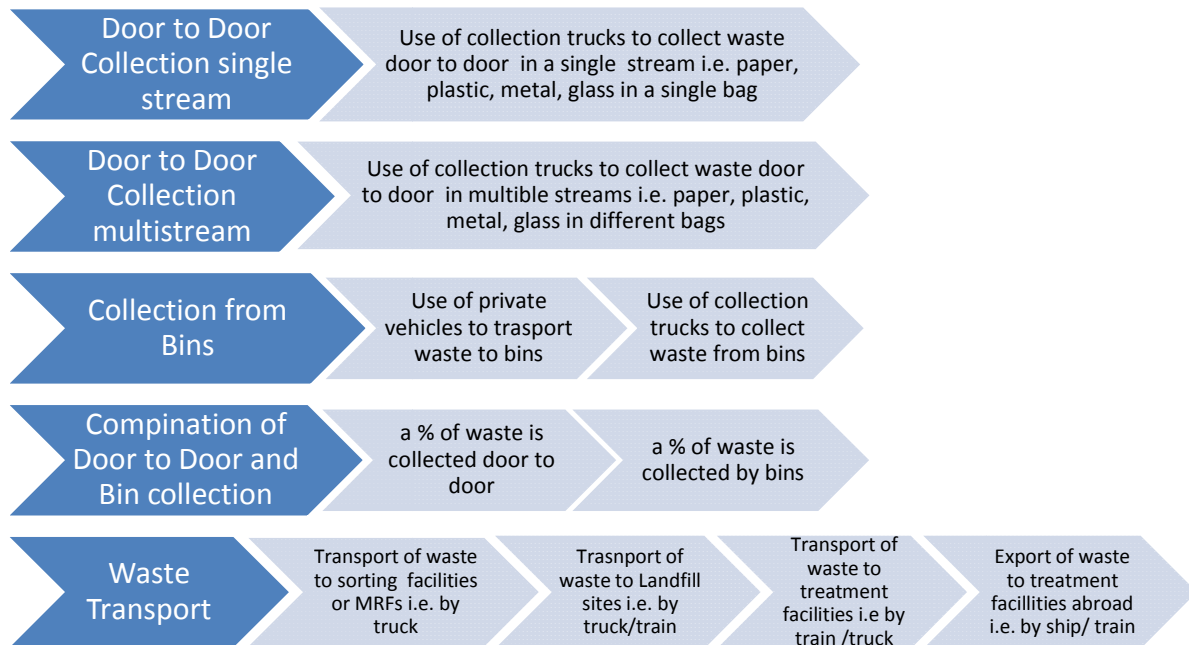 Door to Door
Collection single
stream
Use of collection trucks to collect waste
door to door in a single stream i.e. paper,
plastic, metal, glass in a single bag
Door to Door
Collection
multistream
Use of collection trucks to collect waste door
to door in multible streams i.e. paper, plastic,
metal, glass in different bags
Collection from
Bins
Use of private
vehicles to trasport
waste to bins
Use of collection
trucks to collect
waste from bins
Compination of
Door to Door and
Bin collection
a % of waste is
collected door to
door
a % of waste is
collected by bins
Waste
Transport
Transport of waste
to sorting facilities
or MRFs i.e. by
truck
Trasnport of
waste to Landfill
sites i.e. by
truck/train
Transport of
waste to
treatment
facilities i.e by
train /truck
Export of waste
to treatment
facillities abroad
i.e. by ship/ train